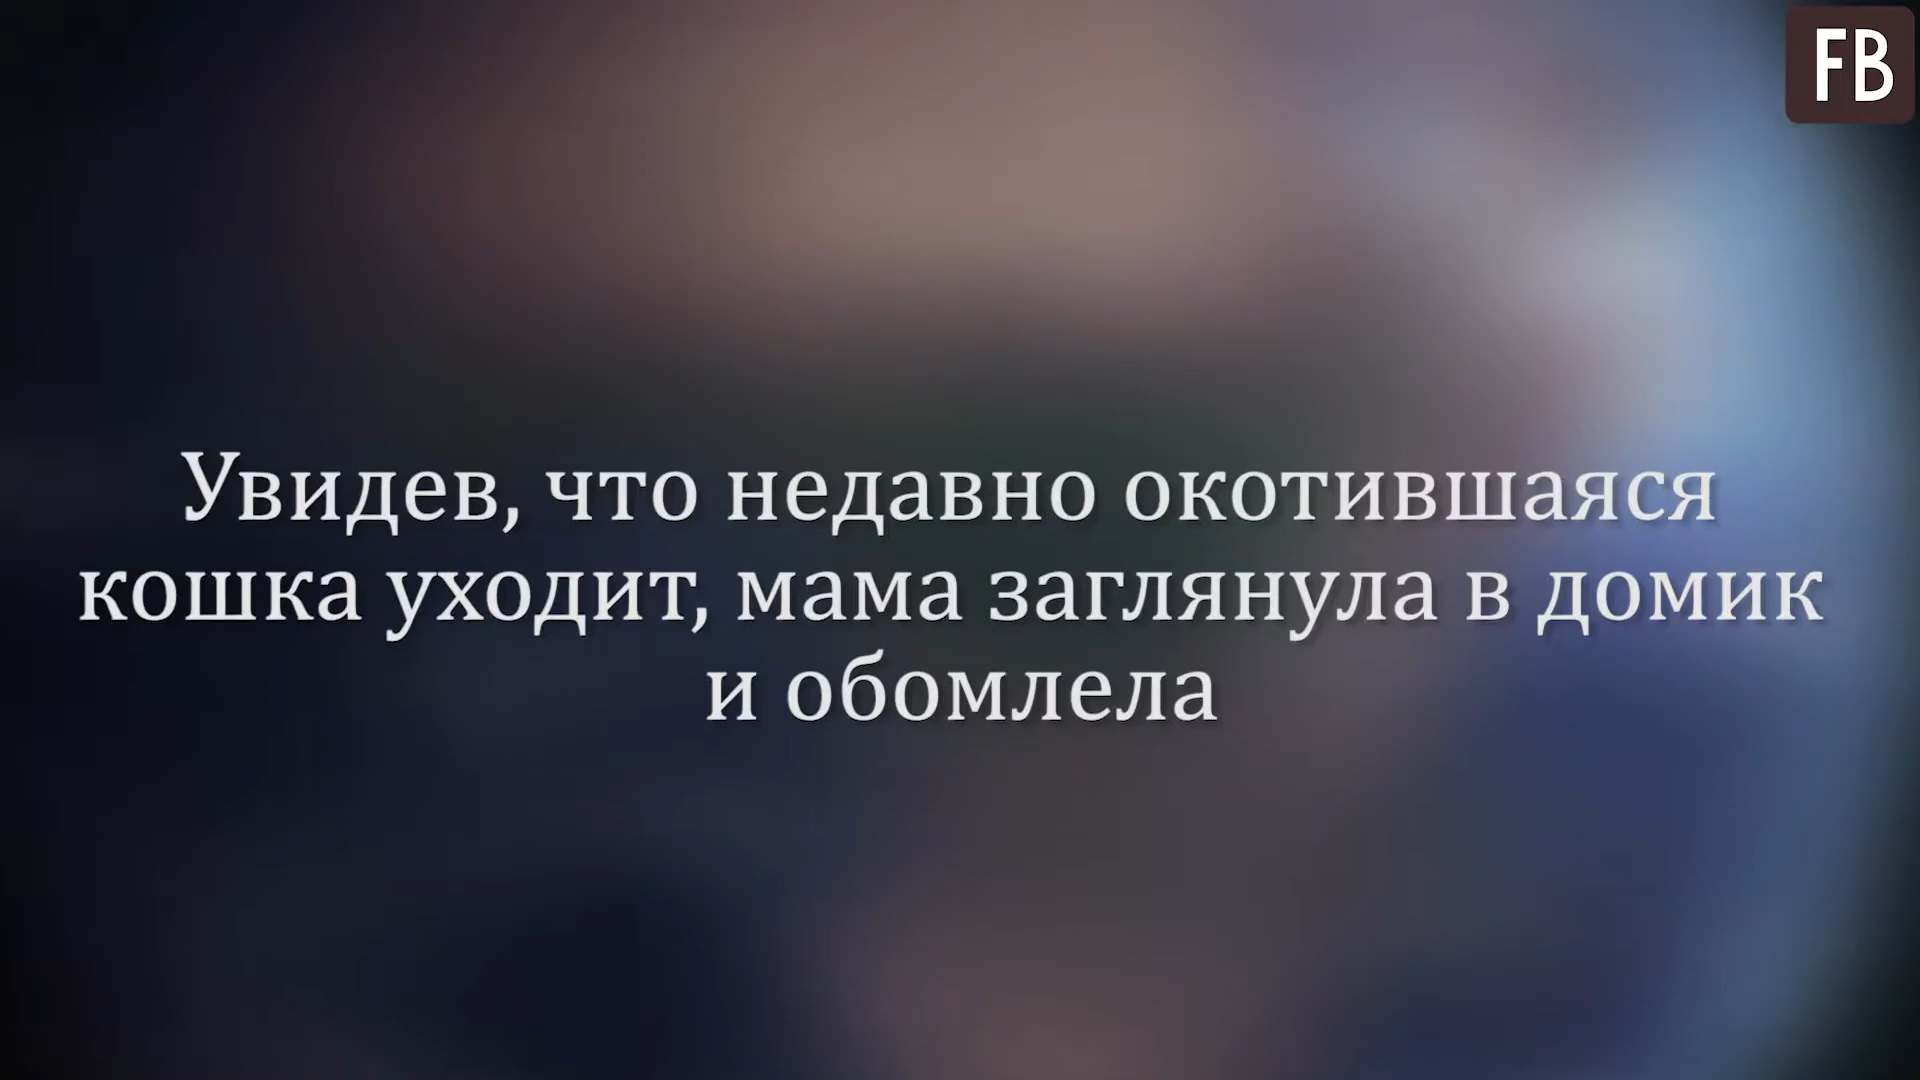 FB
Увидев, что недавно окотившаяся
кошка уходит, мама заглянула в домик
и обомлела